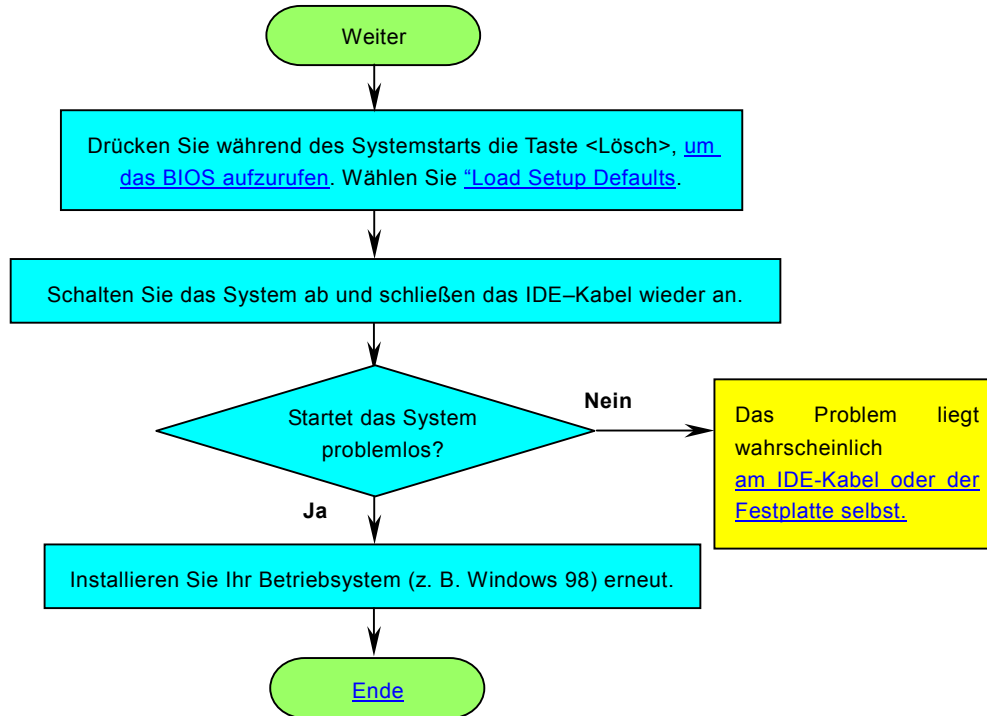 Weiter
Drücken Sie während des Systemstarts die Taste <Lösch>, um
das BIOS aufzurufen. Wählen Sie “Load Setup Defaults.
Schalten Sie das System ab und schließen das IDE–Kabel wieder an.
Startet das System
problemlos?
Nein
Das Problem liegt
wahrscheinlich
am IDE-Kabel oder der
Festplatte selbst.
Ja
Installieren Sie Ihr Betriebsystem (z. B. Windows 98) erneut.
Ende